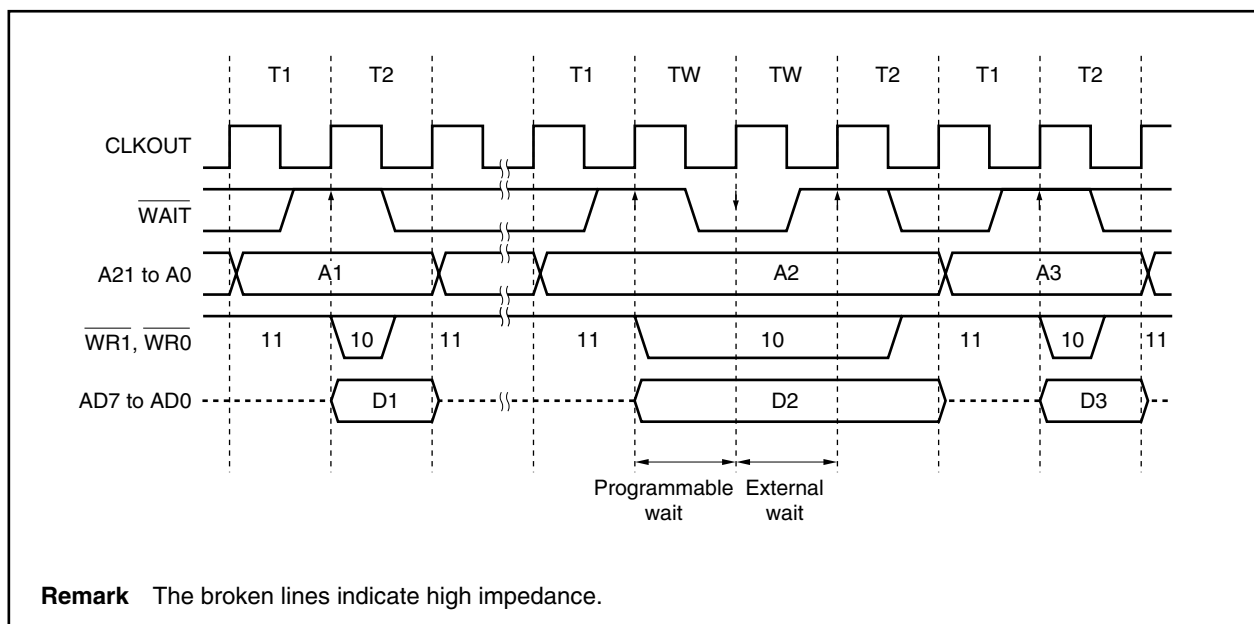 T1 T2 T1 TW TW T2 T1 T2
CLKOUT
WAIT
A21 to A0 A1 A2 A3
WR1, WR0 11 10 11 11 10 11 10 11
AD7 to AD0 D1 D2 D3
Programmable wait
External wait
Remark The broken lines indicate high impedance.